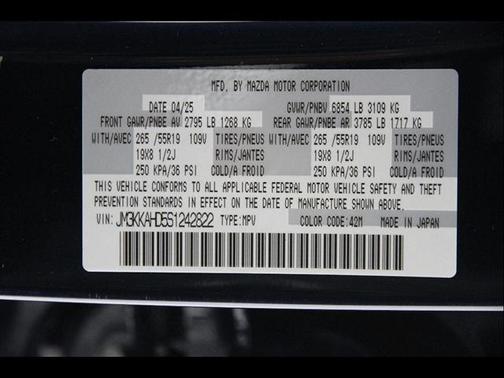 MFD. BY MAZDA MOTOR CORPORATION
DATE 04/25 GVWR/PNBV 6854 LB 3109 KG
FRONT GAWR/PNBE AV 2795 LB 1268 KG REAR GAWR/PNBE AR 3785 LB 1717 KG
WITH/AVEC 265 /55R19 109V TIRES/PNEUS WITH/AVEC 265 /55R19 109V TIRES/PNEUS
19X8 1/2J RIMS/JANTES 19X8 1/2J RIMS/JANTES
250 KPA/36 PSI COLD/A FROID 250 KPA/36 PSI COLD/A FROID
THIS VEHICLE CONFORMS TO ALL APPLICABLE FEDERAL MOTOR VEHICLE SAFETY AND THEFT
PREVENTION STANDARDS IN EFFECT ON THE DATE OF MANUFACTURE SHOWN ABOVE.
VIN: JM3KKAHD5S1242822 TYPE: MPV COLOR CODE: 42M MADE IN JAPAN